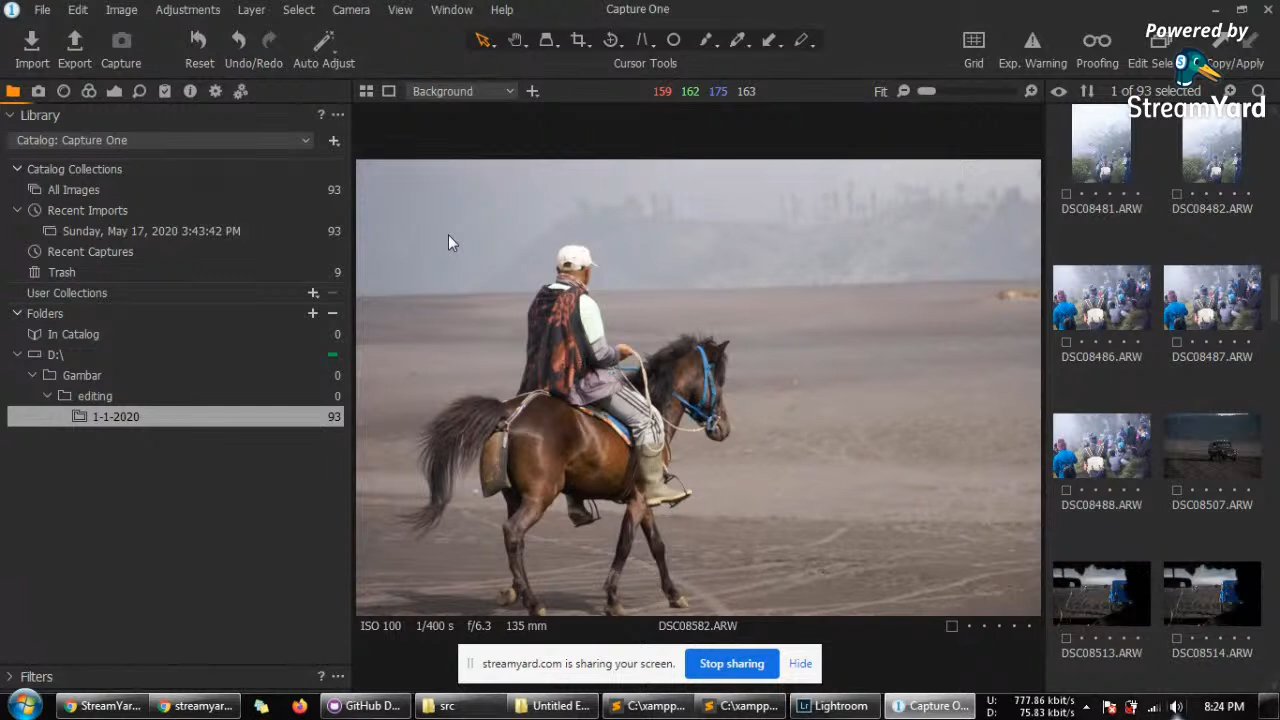 File Edit Image Adjustments Layer Select Camera View Window Help Capture One
Powered by
StreamYard
Import Export Capture Reset Undo/Redo Auto Adjust Cursor Tools Grid Exp. Warning Proofing Copy/Apply
Library ? ...
Background 159 162 175 163 Fit 1 of 93 selected
Catalog: Capture One
Catalog Collections
All Images 93
Recent Imports
Sunday, May 17, 2020 3:43:42 PM 93
Recent Captures
Trash 9
User Collections
Folders
In Catalog 0
D:\
Gambar 0
editing 0
1-1-2020 93
DSC08481.ARW DSC08482.ARW
DSC08486.ARW DSC08487.ARW
DSC08488.ARW DSC08507.ARW
DSC08513.ARW DSC08514.ARW
ISO 100 1/400 s f/6.3 135 mm DSC08582.ARW
streamyard.com is sharing your screen. Stop sharing Hide
Filters ? ...
StreamYar... streamyar... GitHub D... src Untitled E... C:\xampp... C:\xampp... Lightroom Capture O...
U: 777.86 kbit/s
D: 75.83 kbit/s
8:24 PM